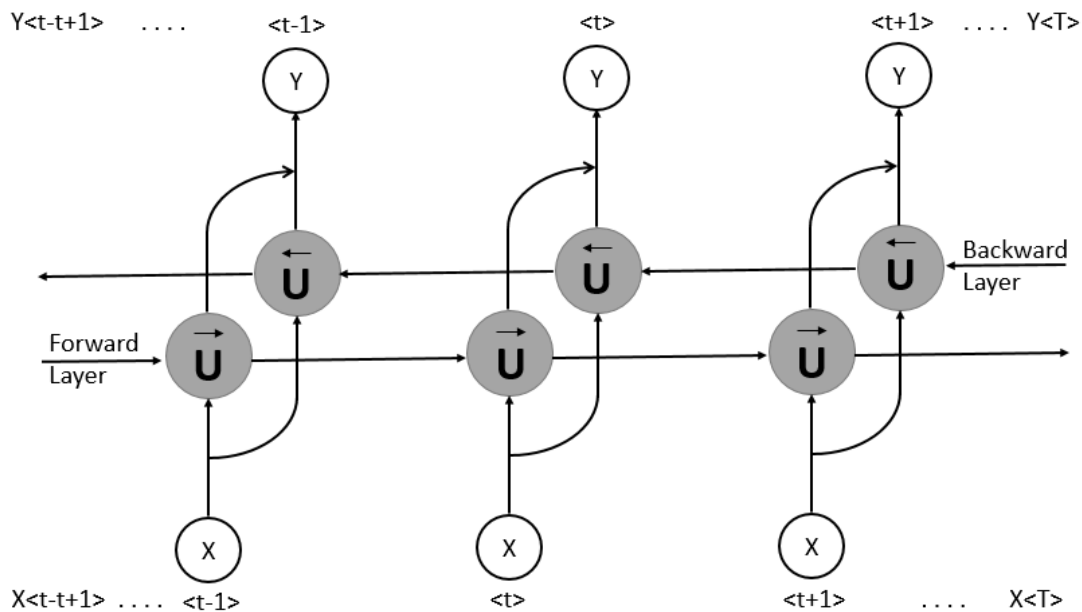 Y<t-t+1> .... <t-1> <t> <t+1> .... Y<T>
Y Y Y
U U U
Backward
Layer
Forward
Layer
U U U
X X X
X<t-t+1> .... <t-1> <t> <t+1> .... X<T>